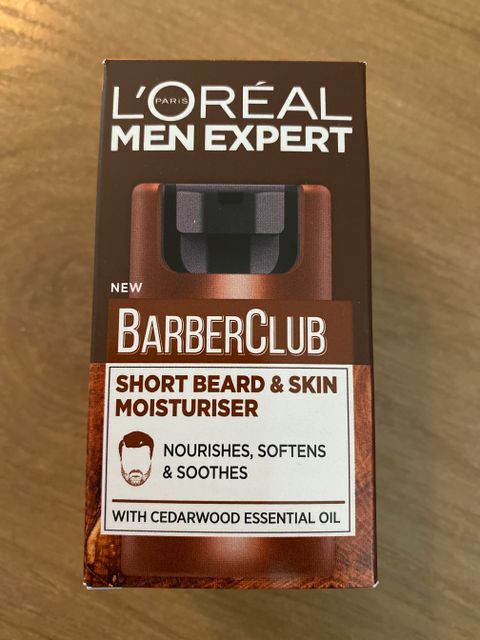 L'ORÉAL
PARIS
MEN EXPERT
NEW
BARBERCLUB
SHORT BEARD & SKIN
MOISTURISER
NOURISHES, SOFTENS
& SOOTHES
WITH CEDARWOOD ESSENTIAL OIL